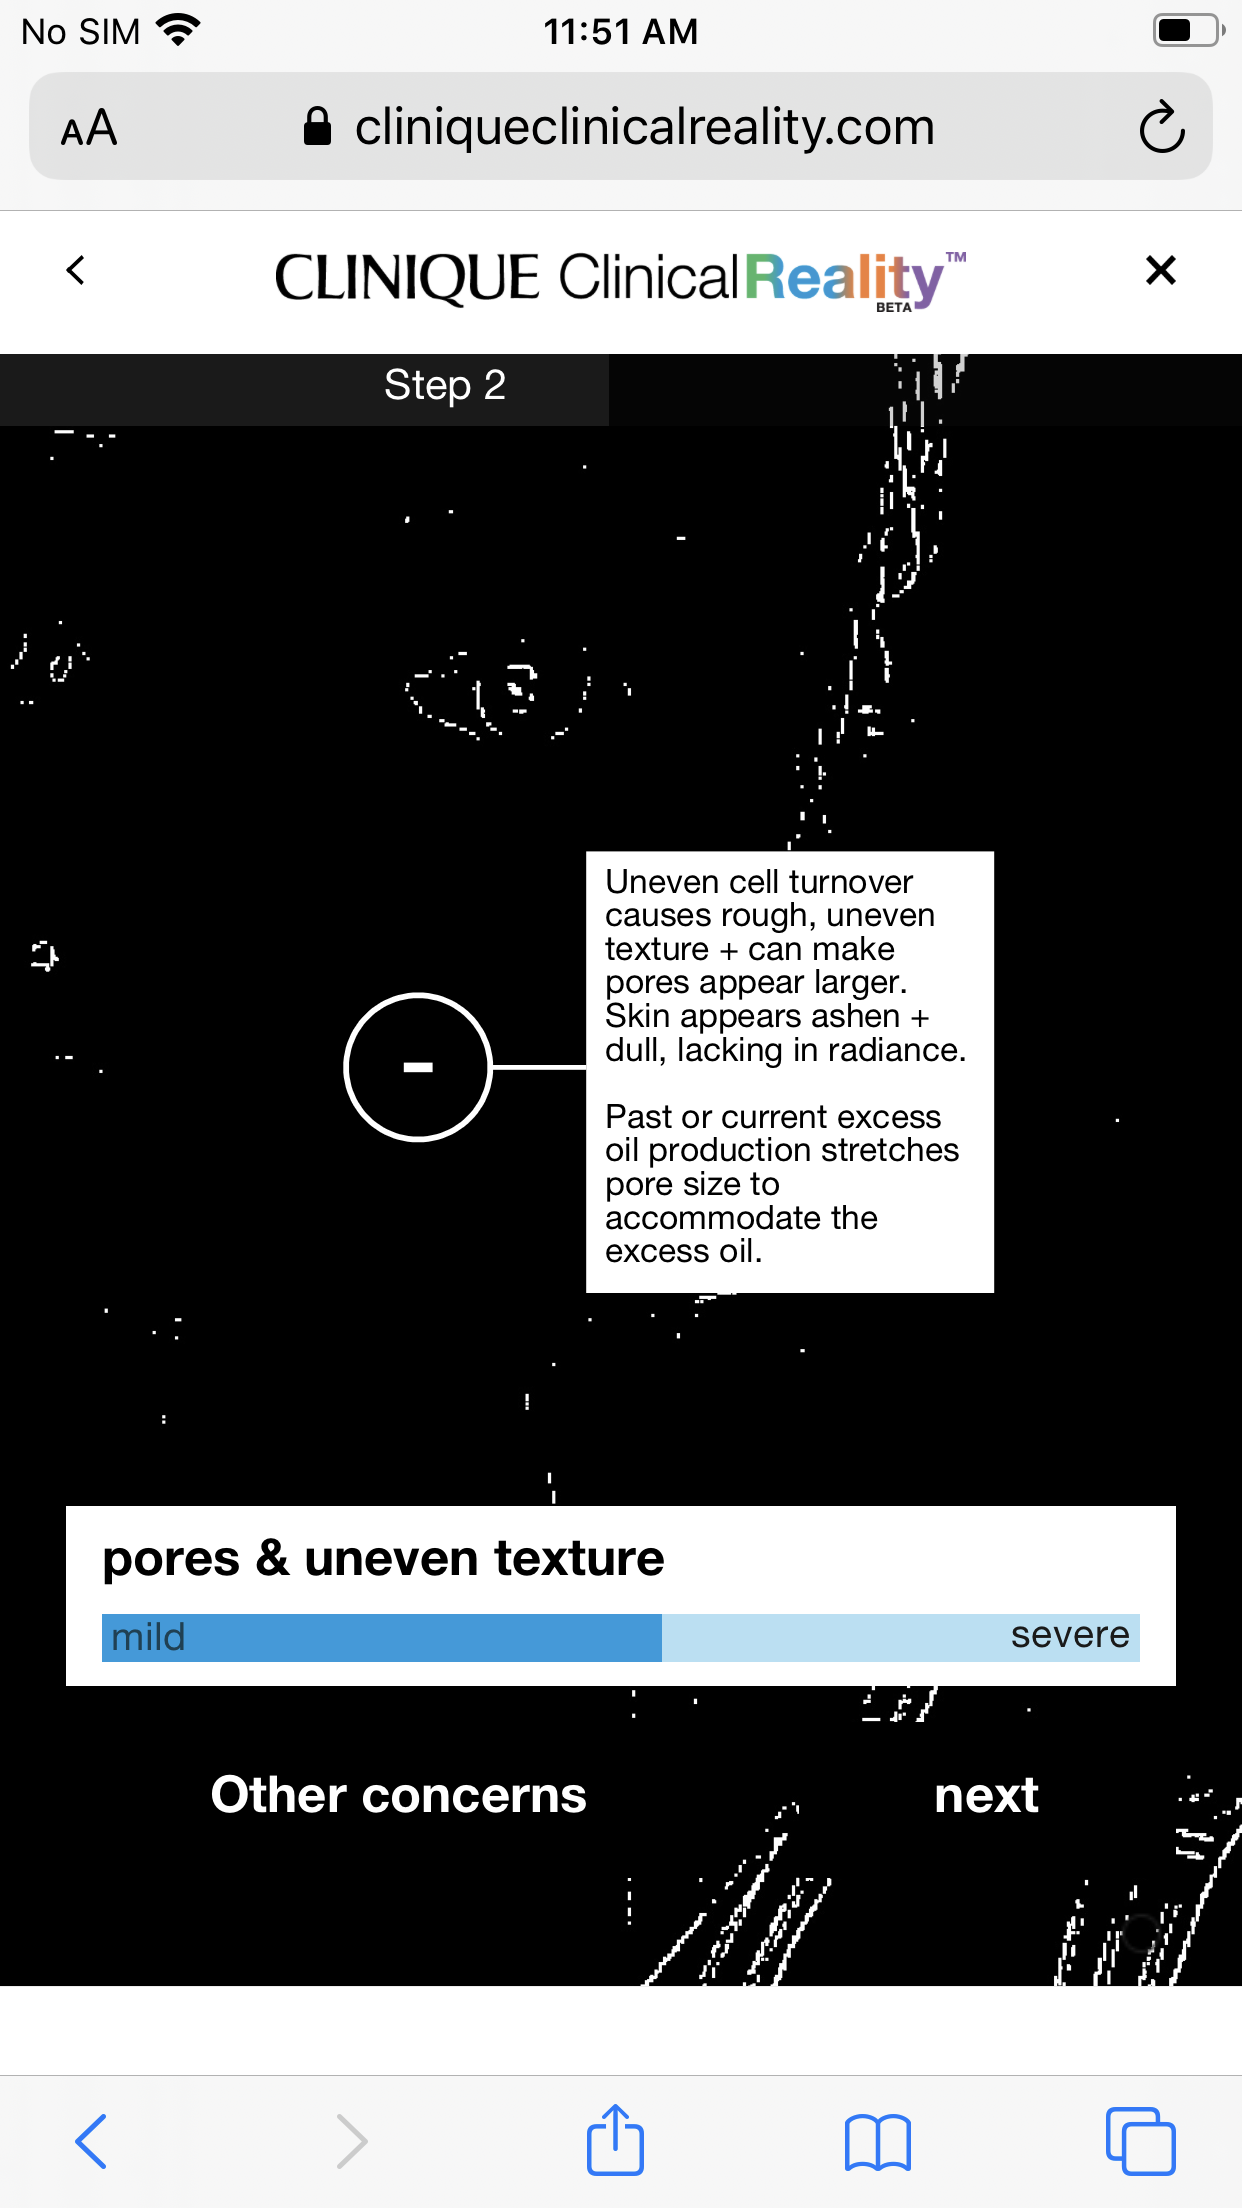 No SIM
11:51 AM
AA
cliniqueclinicalreality.com
CLINIQUE ClinicalReality™
BETA
Step 2
Uneven cell turnover
causes rough, uneven
texture + can make
pores appear larger.
Skin appears ashen +
dull, lacking in radiance.
Past or current excess
oil production stretches
pore size to
accommodate the
excess oil.
pores & uneven texture
mild
severe
Other concerns
next